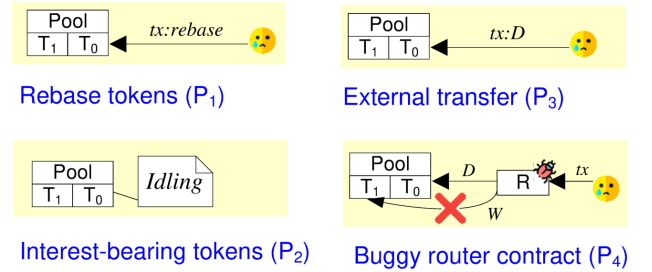 Pool
T1 T0
tx:rebase
Rebase tokens (P1)
Pool
T1 T0
tx:D
External transfer (P3)
Pool
T1 T0
Idling
Interest-bearing tokens (P2)
Pool
T1 T0
D
R
tx
W
Buggy router contract (P4)